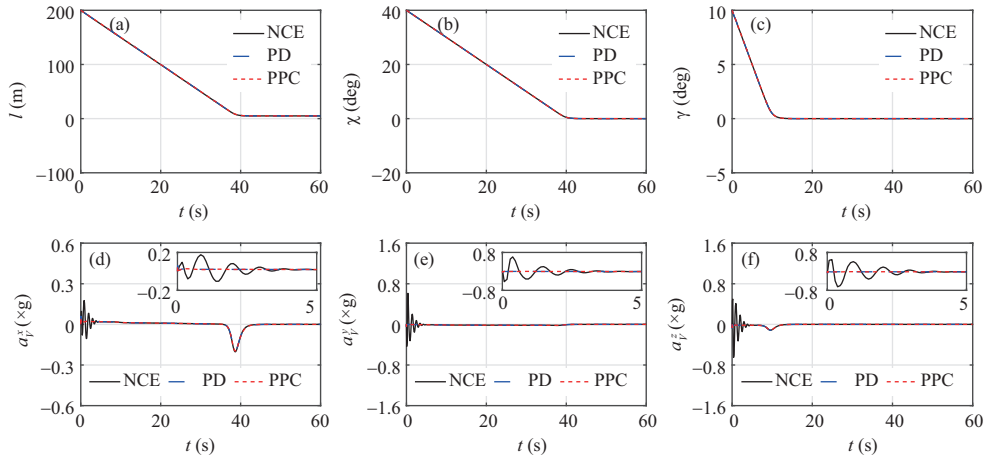 200
(a)
NCE
PD
PPC
100
0
−100
0
20
40
60
l (m)
t (s)
40
(b)
NCE
PD
PPC
20
0
−20
0
20
40
60
χ (deg)
t (s)
10
(c)
NCE
PD
PPC
5
0
−5
0
20
40
60
γ (deg)
t (s)
0.6
(d)
0.2
−0.2
0
5
0.3
0
−0.3
−0.6
NCE
PD
PPC
0
20
40
60
(×g)
t (s)
1.6
(e)
0.8
−0.8
0
5
0.8
0
−0.8
−1.6
NCE
PD
PPC
0
20
40
60
(×g)
t (s)
1.6
(f)
0.8
−0.8
0
5
0.8
0
−0.8
−1.6
NCE
PD
PPC
0
20
40
60
(×g)
t (s)